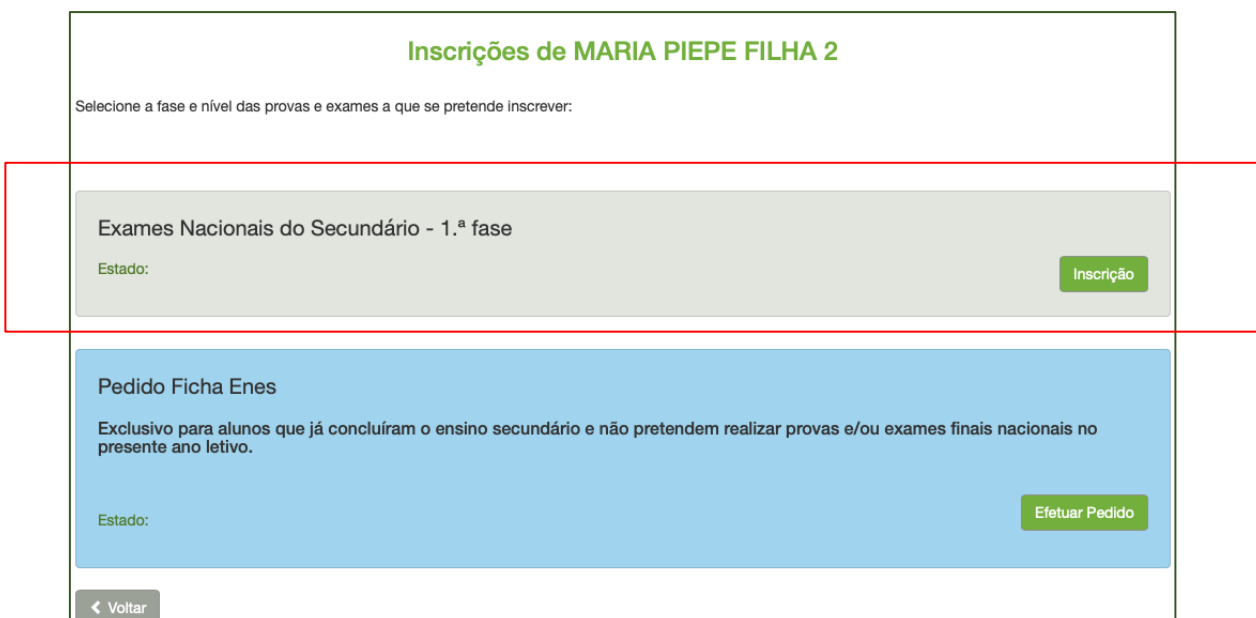 Inscrições de MARIA PIEPE FILHA 2
Selecione a fase e nível das provas e exames a que se pretende inscrever:
Exames Nacionais do Secundário - 1.ª fase
Estado:
Inscrição
Pedido Ficha Enes
Exclusivo para alunos que já concluíram o ensino secundário e não pretendem realizar provas e/ou exames finais nacionais no
presente ano letivo.
Estado:
Efetuar Pedido
Voltar